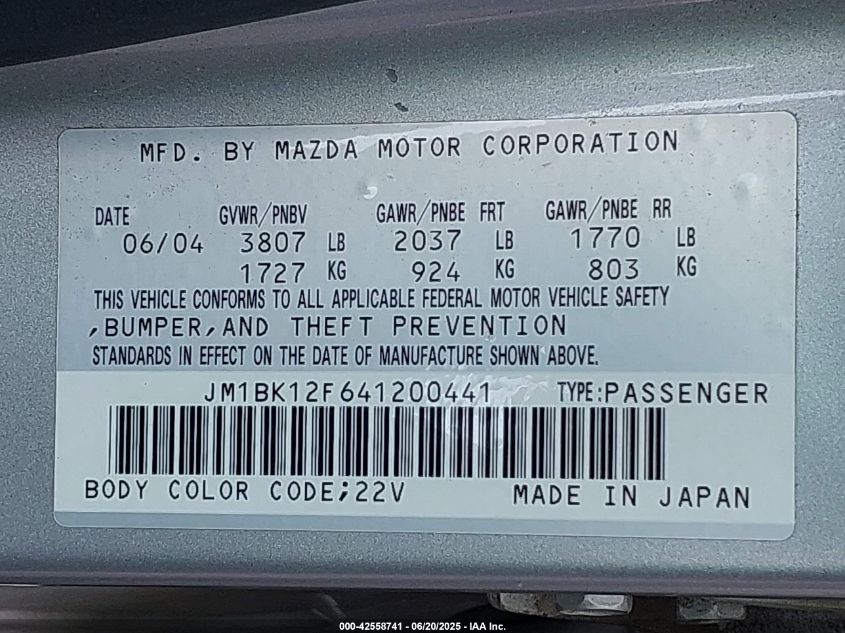 MFD. BY MAZDA MOTOR CORPORATION
DATE GVWR/PNBV GAWR/PNBE FRT GAWR/PNBE RR
06/04 3807 LB 2037 LB 1770 LB
1727 KG 924 KG 803 KG
THIS VEHICLE CONFORMS TO ALL APPLICABLE FEDERAL MOTOR VEHICLE SAFETY
,BUMPER,AND THEFT PREVENTION
STANDARDS IN EFFECT ON THE DATE OF MANUFACTURE SHOWN ABOVE.
JM1BK12F641200441 TYPE:PASSENGER
BODY COLOR CODE;22V MADE IN JAPAN
000-42558741 - 06/20/2025 - IAA Inc.